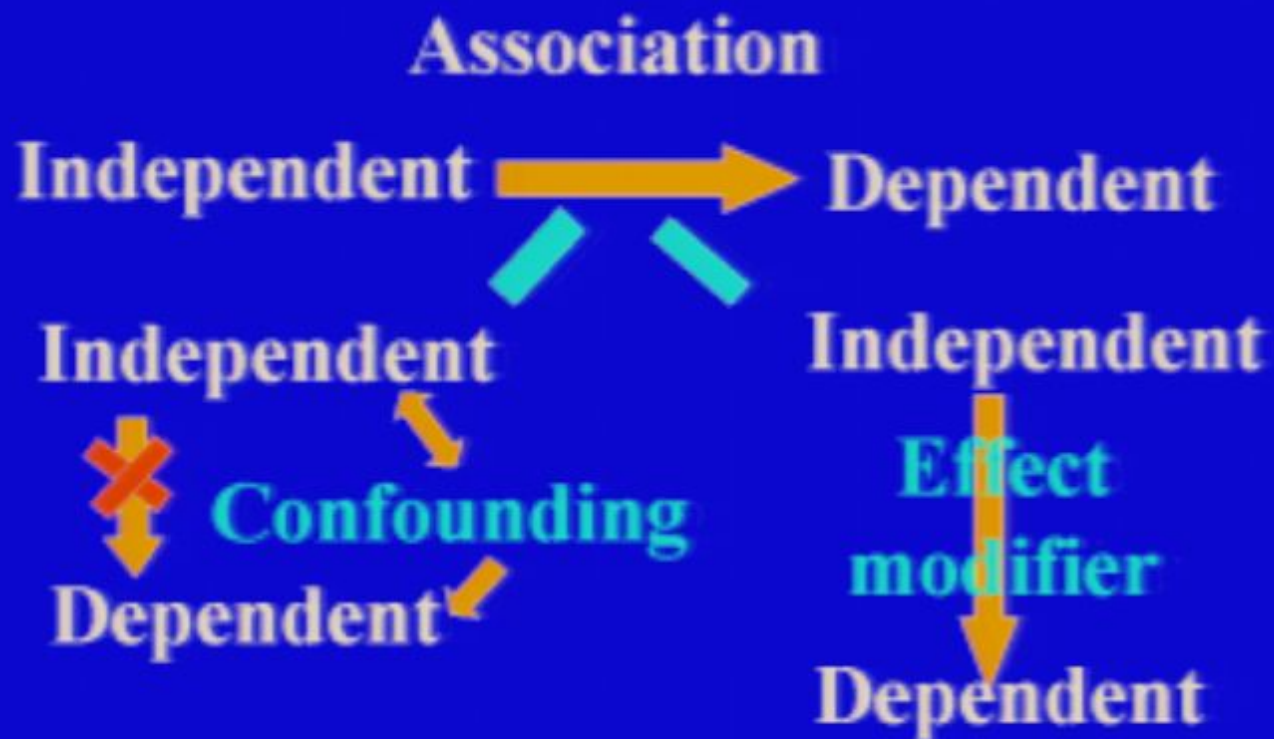 Association
Independent Dependent
Independent
Confounding
Dependent
Independent
Effect
modifier
Dependent